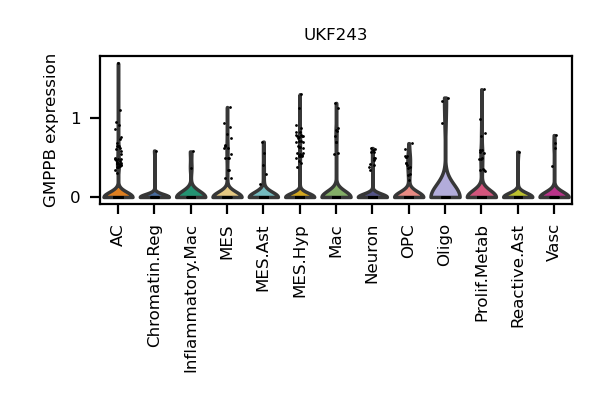 UKF243
GMPPB expression
1
0
AC
Chromatin.Reg
Inflammatory.Mac
MES
MES.Ast
MES.Hyp
Mac
Neuron
OPC
Oligo
Prolif.Metab
Reactive.Ast
Vasc